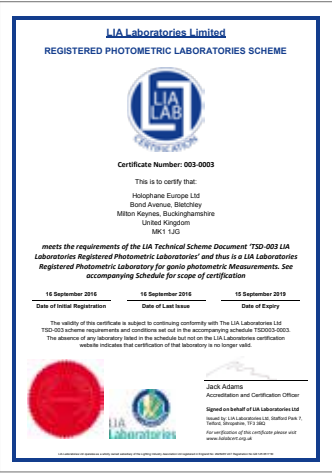 LIA Laboratories Limited
REGISTERED PHOTOMETRIC LABORATORIES SCHEME
LIA
LAB
CERTIFICATION
Certificate Number: 003-0003
This is to certify that:
Holophane Europe Ltd
Bond Avenue, Bletchley
Milton Keynes, Buckinghamshire
United Kingdom
MK1 1JG
meets the requirements of the LIA Technical Scheme Document 'TSD-003 LIA
Laboratories Registered Photometric Laboratories' and thus is a LIA Laboratories
Registered Photometric Laboratory for gonio photometric Measurements. See
accompanying Schedule for scope of certification
16 September 2016 16 September 2016 15 September 2019
Date of Initial Registration Date of Last Issue Date of Expiry
The validity of this certificate is subject to continuing conformity with The LIA Laboratories Ltd
TSD-003 scheme requirements and conditions set out in the accompanying schedule TSD003-0003.
The absence of any laboratory listed in the schedule but not on the LIA Laboratories certification
website indicates that certification of that laboratory is no longer valid.
Jack Adams
Accreditation and Certification Officer
Signed on behalf of LIA Laboratories Ltd
Issued by: LIA Laboratories Ltd, Stafford Park 7,
Telford, Shropshire, TF3 3BQ
For verification of this certificate please visit
www.lialabcert.org.uk
LIA
Laboratories